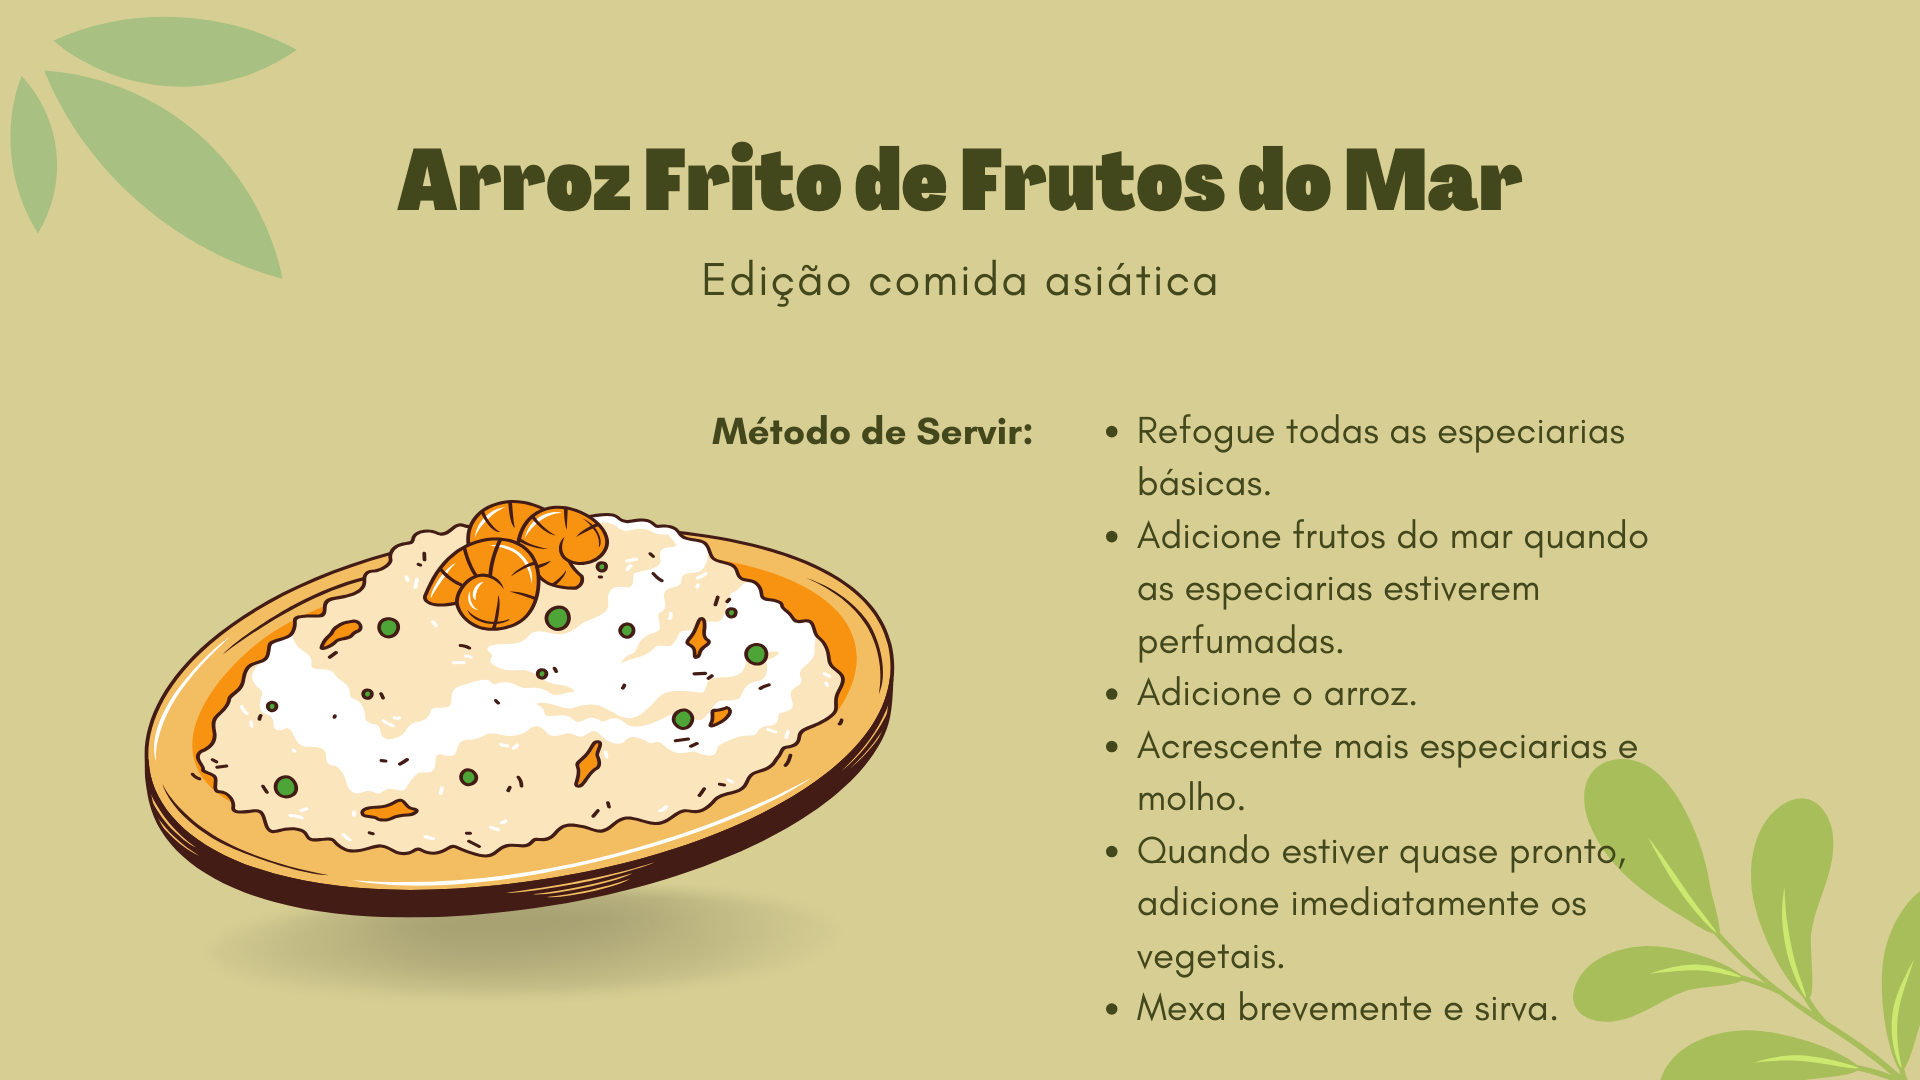 Arroz Frito de Frutos do Mar
Edição comida asiática
Método de Servir:
• Refogue todas as especiarias
básicas.
• Adicione frutos do mar quando
as especiarias estiverem
perfumadas.
• Adicione o arroz.
• Acrescente mais especiarias e
molho.
• Quando estiver quase pronto,
adicione imediatamente os
vegetais.
• Mexa brevemente e sirva.